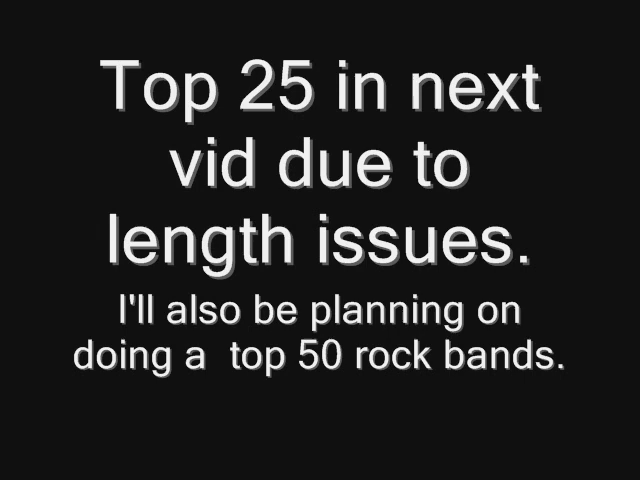 Top 25 in next
vid due to
length issues.
I'll also be planning on
doing a  top 50 rock bands.